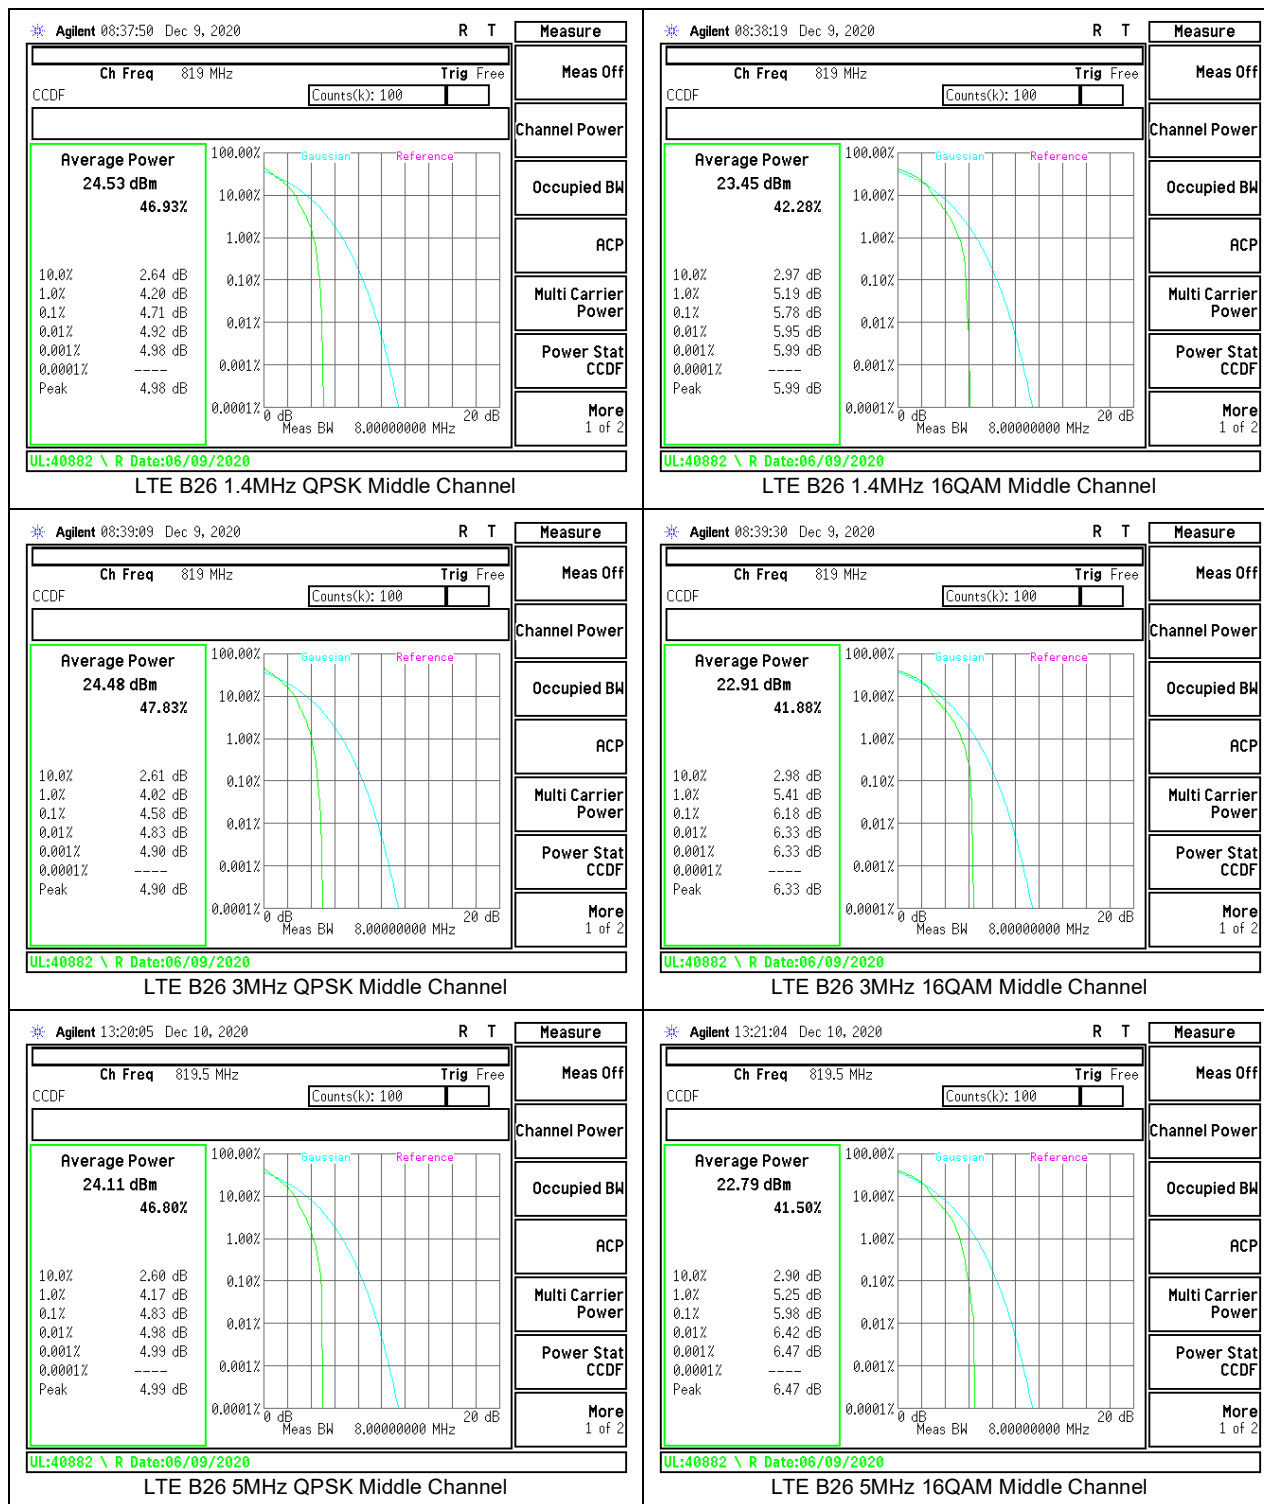 Agilent 08:37:50 Dec 9, 2020 R T Measure
Ch Freq 819 MHz Trig Free
CCDF Counts(k): 100
Average Power
24.53 dBm
46.93%
10.0% 2.64 dB
1.0% 4.20 dB
0.1% 4.71 dB
0.01% 4.92 dB
0.001% 4.98 dB
0.0001% ----
Peak 4.98 dB
Gaussian Reference
100.00%
10.00%
1.00%
0.10%
0.01%
0.001%
0.0001%
0 dB 20 dB
Meas BW 8.00000000 MHz
Meas Off
Channel Power
Occupied BW
ACP
Multi Carrier
Power
Power Stat
CCDF
More
1 of 2
UL:40882 \ R Date:06/09/2020
LTE B26 1.4MHz QPSK Middle Channel
Agilent 08:38:19 Dec 9, 2020 R T Measure
Ch Freq 819 MHz Trig Free
CCDF Counts(k): 100
Average Power
23.45 dBm
42.28%
10.0% 2.97 dB
1.0% 5.19 dB
0.1% 5.78 dB
0.01% 5.95 dB
0.001% 5.99 dB
0.0001% ----
Peak 5.99 dB
Gaussian Reference
100.00%
10.00%
1.00%
0.10%
0.01%
0.001%
0.0001%
0 dB 20 dB
Meas BW 8.00000000 MHz
Meas Off
Channel Power
Occupied BW
ACP
Multi Carrier
Power
Power Stat
CCDF
More
1 of 2
UL:40882 \ R Date:06/09/2020
LTE B26 1.4MHz 16QAM Middle Channel
Agilent 08:39:09 Dec 9, 2020 R T Measure
Ch Freq 819 MHz Trig Free
CCDF Counts(k): 100
Average Power
24.48 dBm
47.83%
10.0% 2.61 dB
1.0% 4.02 dB
0.1% 4.58 dB
0.01% 4.83 dB
0.001% 4.90 dB
0.0001% ----
Peak 4.90 dB
Gaussian Reference
100.00%
10.00%
1.00%
0.10%
0.01%
0.001%
0.0001%
0 dB 20 dB
Meas BW 8.00000000 MHz
Meas Off
Channel Power
Occupied BW
ACP
Multi Carrier
Power
Power Stat
CCDF
More
1 of 2
UL:40882 \ R Date:06/09/2020
LTE B26 3MHz QPSK Middle Channel
Agilent 08:39:30 Dec 9, 2020 R T Measure
Ch Freq 819 MHz Trig Free
CCDF Counts(k): 100
Average Power
22.91 dBm
41.88%
10.0% 2.98 dB
1.0% 5.41 dB
0.1% 6.18 dB
0.01% 6.33 dB
0.001% 6.33 dB
0.0001% ----
Peak 6.33 dB
Gaussian Reference
100.00%
10.00%
1.00%
0.10%
0.01%
0.001%
0.0001%
0 dB 20 dB
Meas BW 8.00000000 MHz
Meas Off
Channel Power
Occupied BW
ACP
Multi Carrier
Power
Power Stat
CCDF
More
1 of 2
UL:40882 \ R Date:06/09/2020
LTE B26 3MHz 16QAM Middle Channel
Agilent 13:20:05 Dec 10, 2020 R T Measure
Ch Freq 819.5 MHz Trig Free
CCDF Counts(k): 100
Average Power
24.11 dBm
46.80%
10.0% 2.60 dB
1.0% 4.17 dB
0.1% 4.83 dB
0.01% 4.98 dB
0.001% 4.99 dB
0.0001% ----
Peak 4.99 dB
Gaussian Reference
100.00%
10.00%
1.00%
0.10%
0.01%
0.001%
0.0001%
0 dB 20 dB
Meas BW 8.00000000 MHz
Meas Off
Channel Power
Occupied BW
ACP
Multi Carrier
Power
Power Stat
CCDF
More
1 of 2
UL:40882 \ R Date:06/09/2020
LTE B26 5MHz QPSK Middle Channel
Agilent 13:21:04 Dec 10, 2020 R T Measure
Ch Freq 819.5 MHz Trig Free
CCDF Counts(k): 100
Average Power
22.79 dBm
41.50%
10.0% 2.90 dB
1.0% 5.25 dB
0.1% 5.98 dB
0.01% 6.42 dB
0.001% 6.47 dB
0.0001% ----
Peak 6.47 dB
Gaussian Reference
100.00%
10.00%
1.00%
0.10%
0.01%
0.001%
0.0001%
0 dB 20 dB
Meas BW 8.00000000 MHz
Meas Off
Channel Power
Occupied BW
ACP
Multi Carrier
Power
Power Stat
CCDF
More
1 of 2
UL:40882 \ R Date:06/09/2020
LTE B26 5MHz 16QAM Middle Channel